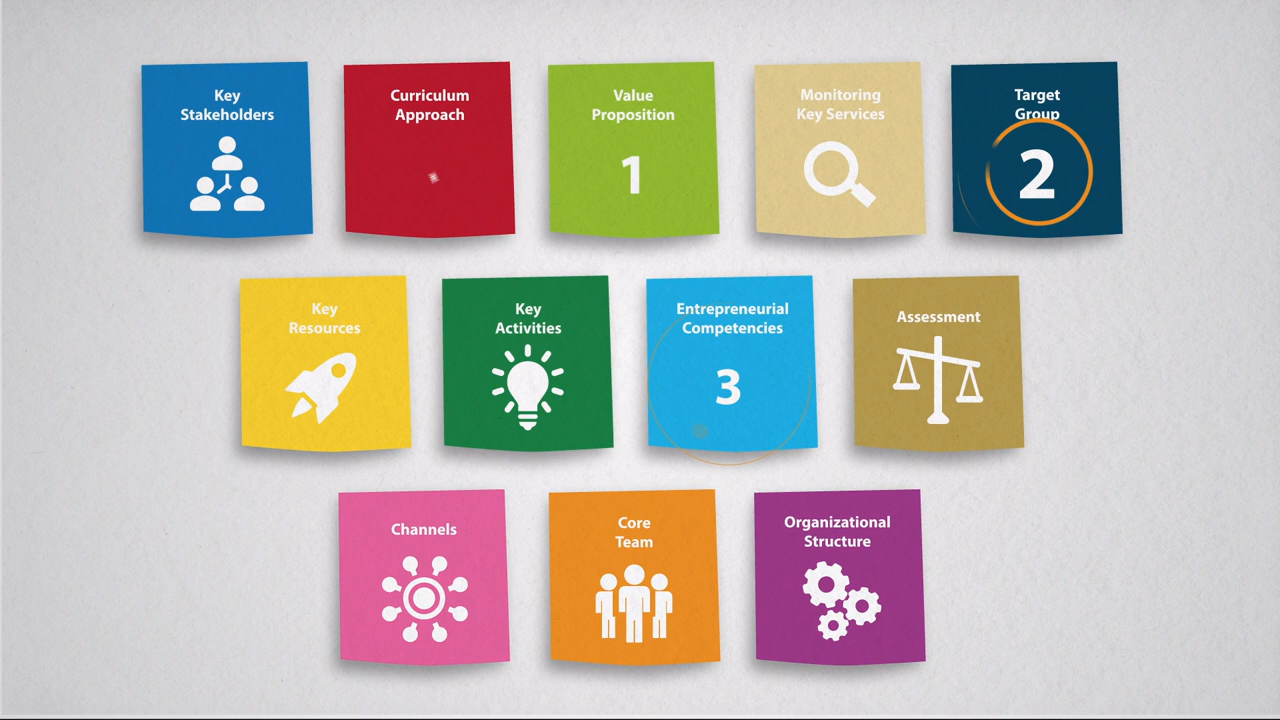 Key
Stakeholders
Curriculum
Approach
Value
Proposition
1
Monitoring
Key Services
Target
Group
2
Key
Resources
Key
Activities
Entrepreneurial
Competencies
3
Assessment
Channels
Core
Team
Organizational
Structure